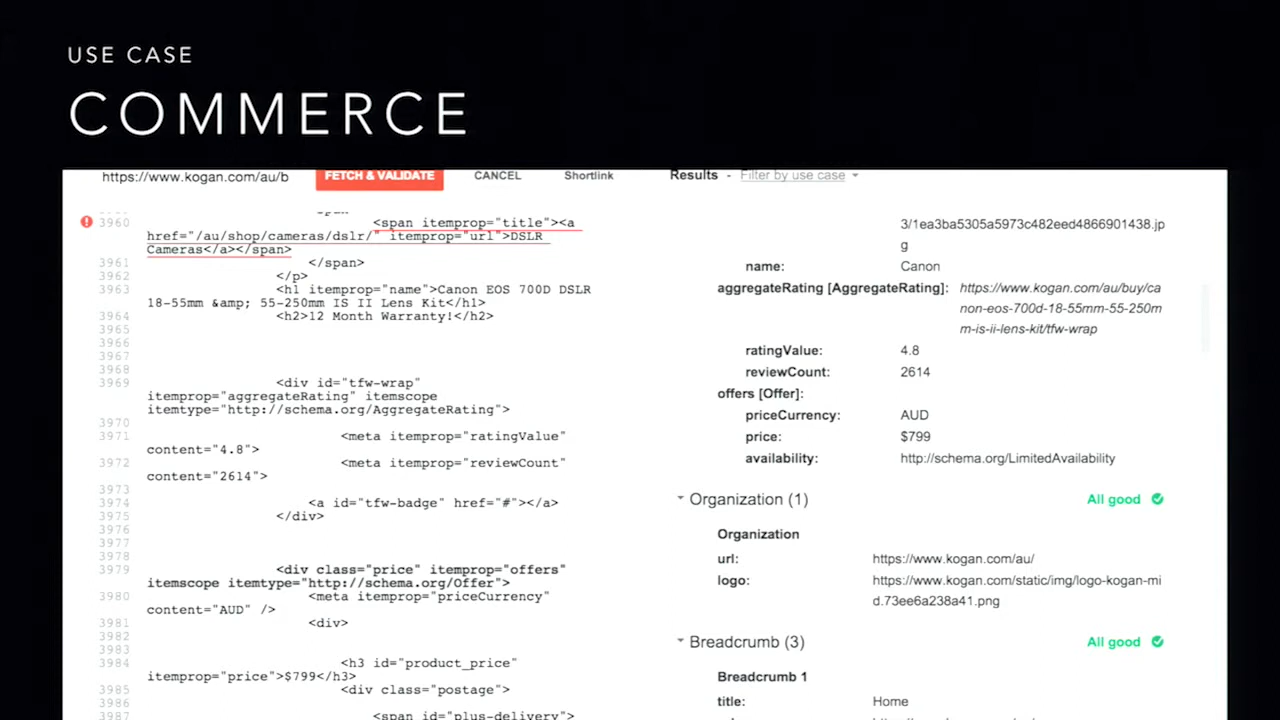 USE CASE
COMMERCE
https://www.kogan.com/au/b
FETCH & VALIDATE
CANCEL
Shortlink
Results - Filter by use case
3960 <span itemprop="title"><a
href="/au/shop/cameras/dslr/" itemprop="url">DSLR
Cameras</a></span>
3961 </span>
3962 </p>
3963 <h1 itemprop="name">Canon EOS 700D DSLR
18-55mm &amp; 55-250mm IS II Lens Kit</h1>
3964 <h2>12 Month Warranty!</h2>
3965
3966
3967
3968
3969 <div id="tfw-wrap"
itemprop="aggregateRating" itemscope
itemtype="http://schema.org/AggregateRating">
3970
3971 <meta itemprop="ratingValue"
content="4.8">
3972 <meta itemprop="reviewCount"
content="2614">
3973
3974 <a id="tfw-badge" href="#"></a>
3975 </div>
3976
3977
3978
3979 <div class="price" itemprop="offers"
itemscope itemtype="http://schema.org/Offer">
3980 <meta itemprop="priceCurrency"
content="AUD" />
3981 <div>
3982
3983
3984 <h3 id="product_price"
itemprop="price">$799</h3>
3985 <div class="postage">
3986
3987 <span id="plus-delivery">
3/1ea3ba5305a5973c482eed4866901438.jp
g
name: Canon
aggregateRating [AggregateRating]: https://www.kogan.com/au/buy/ca
non-eos-700d-18-55mm-55-250m
m-is-ii-lens-kit/tfw-wrap
ratingValue: 4.8
reviewCount: 2614
offers [Offer]:
priceCurrency: AUD
price: $799
availability: http://schema.org/LimitedAvailability
Organization (1) All good
Organization
url: https://www.kogan.com/au/
logo: https://www.kogan.com/static/img/logo-kogan-mi
d.73ee6a238a41.png
Breadcrumb (3) All good
Breadcrumb 1
title: Home